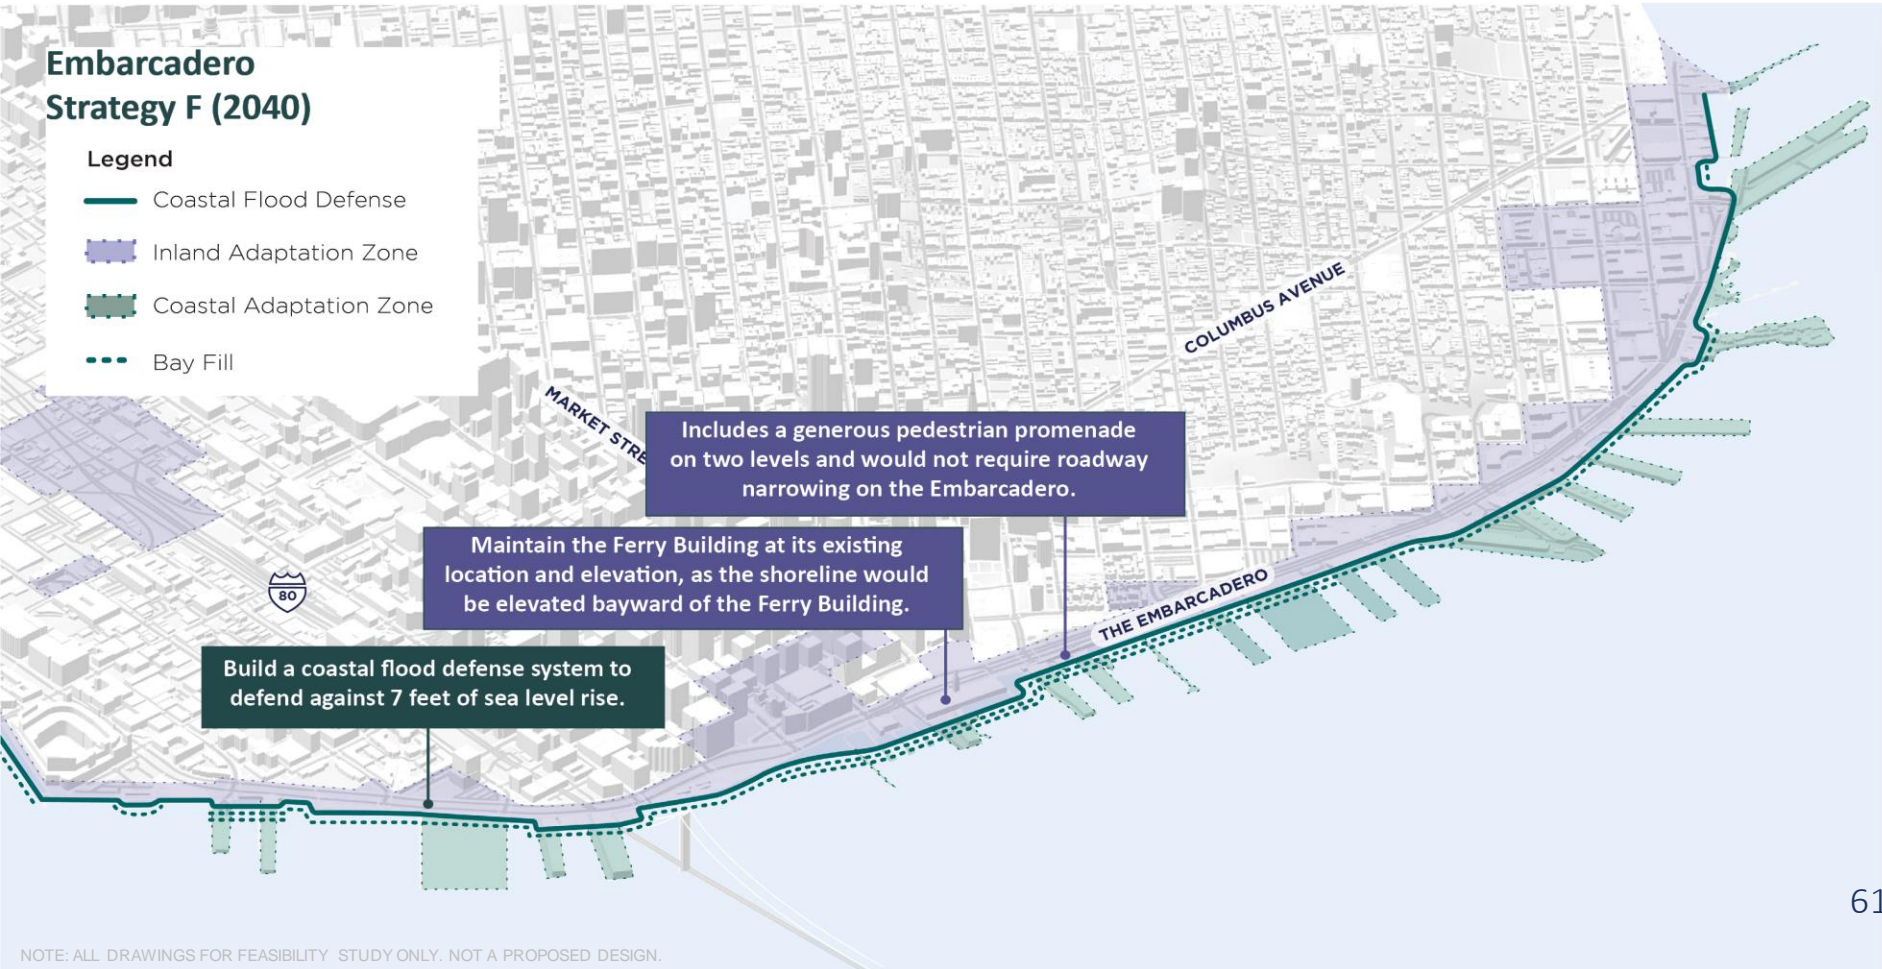 Embarcadero
Strategy F (2040)
Legend
Coastal Flood Defense
Inland Adaptation Zone
Coastal Adaptation Zone
Bay Fill
COLUMBUS AVENUE
MARKET STRE
Includes a generous pedestrian promenade
on two levels and would not require roadway
narrowing on the Embarcadero.
Maintain the Ferry Building at its existing
location and elevation, as the shoreline would
be elevated bayward of the Ferry Building.
80
THE EMBARCADERO
Build a coastal flood defense system to
defend against 7 feet of sea level rise.
61
NOTE: ALL DRAWINGS FOR FEASIBILITY STUDY ONLY. NOT A PROPOSED DESIGN.